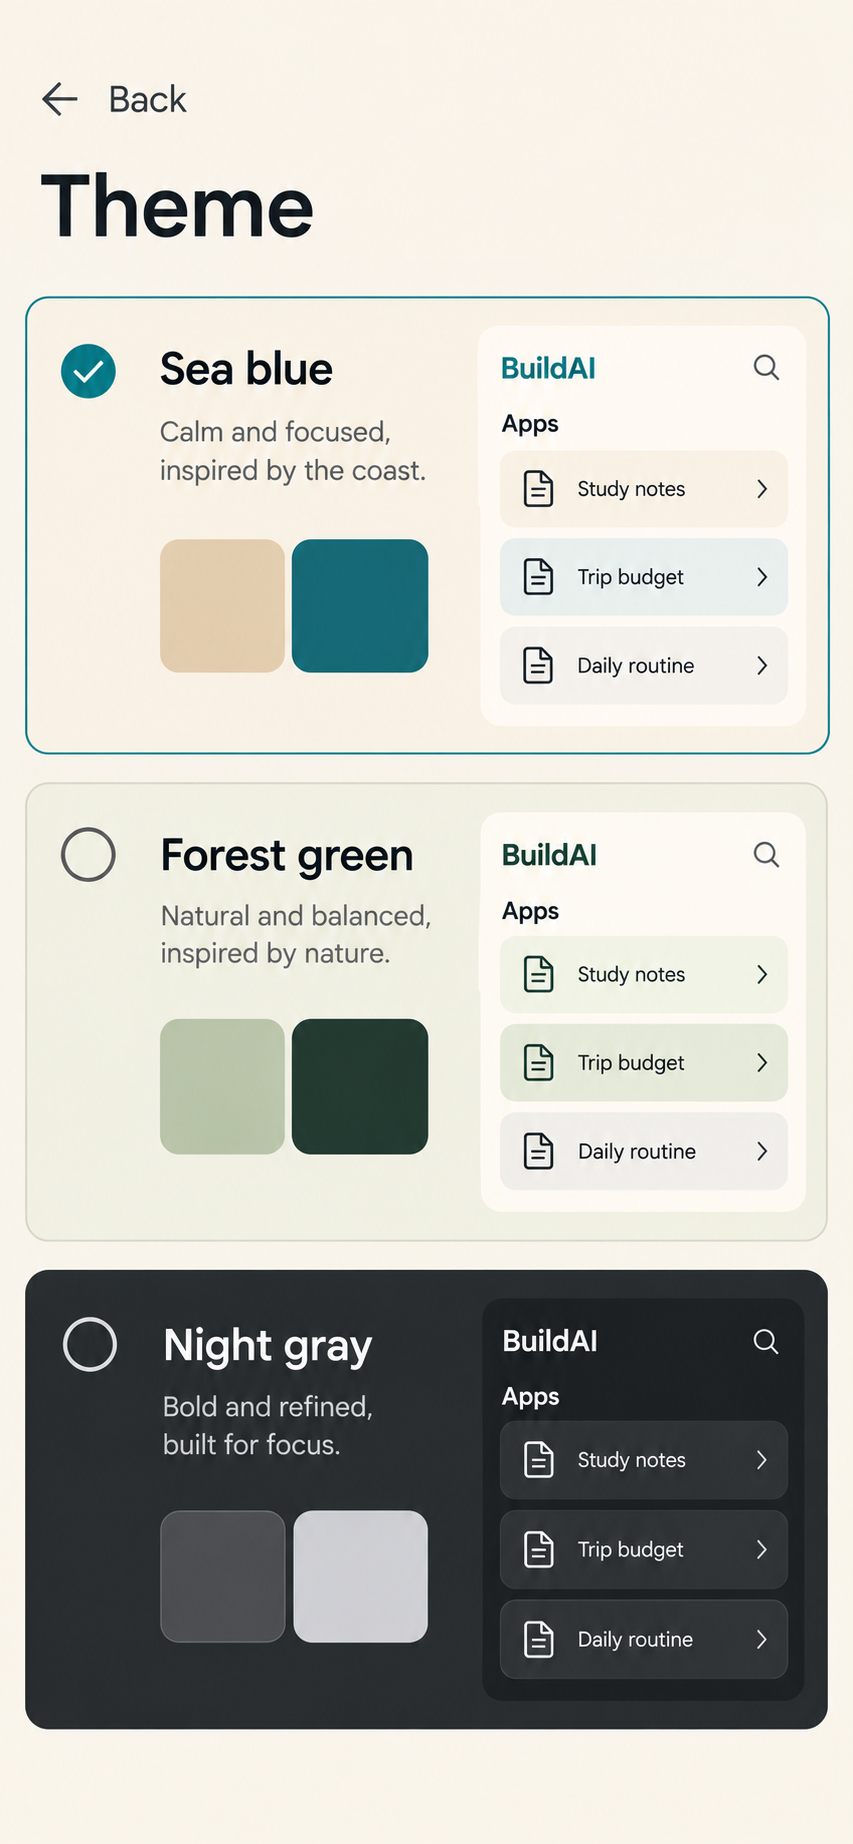 Back
Theme
Sea blue
Calm and focused,
inspired by the coast.
BuildAI
Apps
Study notes
Trip budget
Daily routine
Forest green
Natural and balanced,
inspired by nature.
BuildAI
Apps
Study notes
Trip budget
Daily routine
Night gray
Bold and refined,
built for focus.
BuildAI
Apps
Study notes
Trip budget
Daily routine